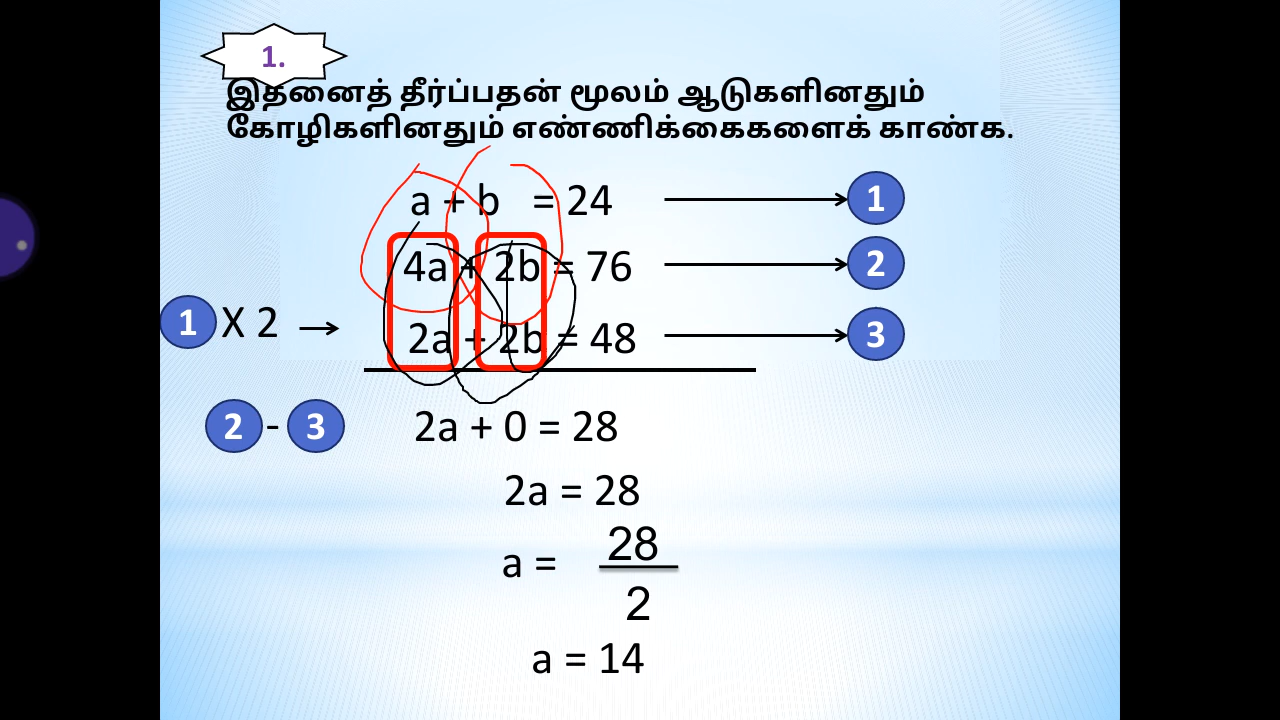 1.
இதனைத் தீர்ப்பதன் மூலம் ஆடுகளினதும்
கோழிகளினதும் எண்ணிக்கைகளைக் காண்க.
a + b = 24 1
4a + 2b = 76 2
1 X 2 2a + 2b = 48 3
2 - 3 2a + 0 = 28
2a = 28
a = 28
2
a = 14